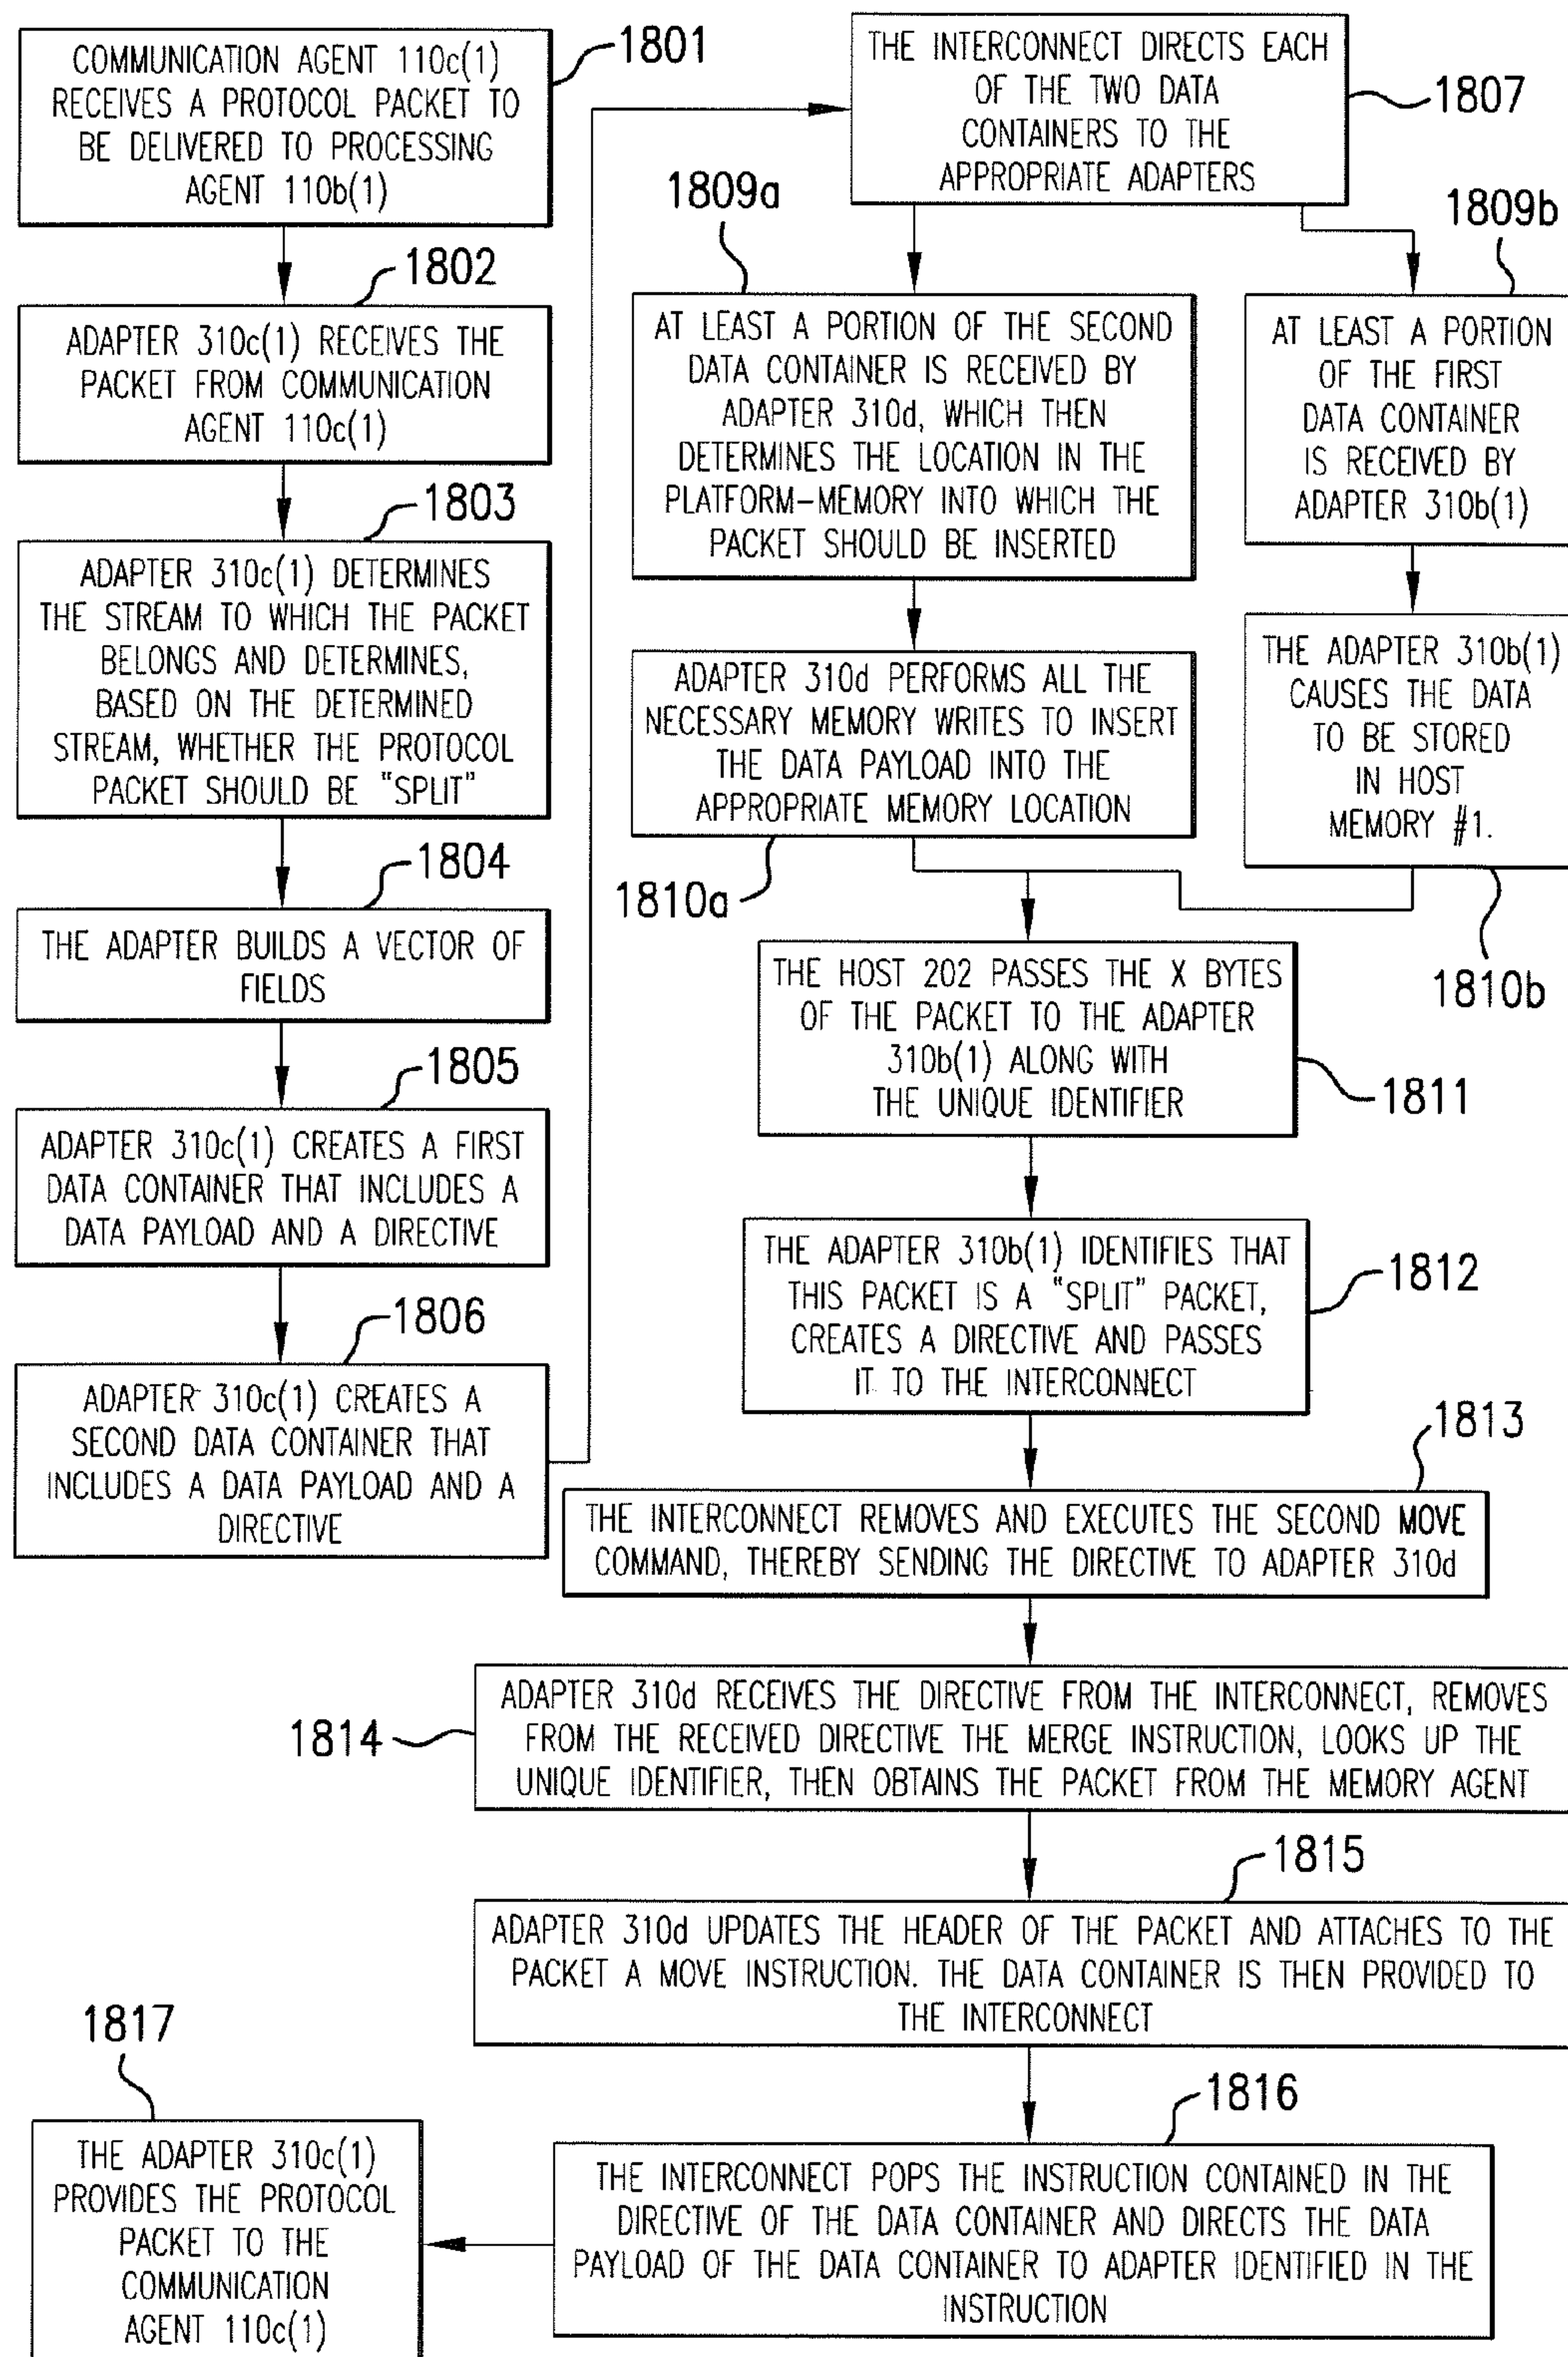 1801
COMMUNICATION AGENT 110c(1)
RECEIVES A PROTOCOL PACKET TO
BE DELIVERED TO PROCESSING
AGENT 110b(1)
1802
ADAPTER 310c(1) RECEIVES THE
PACKET FROM COMMUNICATION
AGENT 110c(1)
1803
ADAPTER 310c(1) DETERMINES
THE STREAM TO WHICH THE PACKET
BELONGS AND DETERMINES,
BASED ON THE DETERMINED
STREAM, WHETHER THE PROTOCOL
PACKET SHOULD BE "SPLIT"
1804
THE ADAPTER BUILDS A VECTOR OF
FIELDS
1805
ADAPTER 310c(1) CREATES A FIRST
DATA CONTAINER THAT INCLUDES A
DATA PAYLOAD AND A DIRECTIVE
1806
ADAPTER 310c(1) CREATES A
SECOND DATA CONTAINER THAT
INCLUDES A DATA PAYLOAD AND A
DIRECTIVE
THE INTERCONNECT DIRECTS EACH
OF THE TWO DATA
CONTAINERS TO THE
APPROPRIATE ADAPTERS
1807
1809a
AT LEAST A PORTION OF THE SECOND
DATA CONTAINER IS RECEIVED BY
ADAPTER 310d, WHICH THEN
DETERMINES THE LOCATION IN THE
PLATFORM-MEMORY INTO WHICH THE
PACKET SHOULD BE INSERTED
ADAPTER 310d PERFORMS ALL THE
NECESSARY MEMORY WRITES TO INSERT
THE DATA PAYLOAD INTO THE
APPROPRIATE MEMORY LOCATION
1810a
1809b
AT LEAST A PORTION
OF THE FIRST
DATA CONTAINER
IS RECEIVED BY
ADAPTER 310b(1)
THE ADAPTER 310b(1)
CAUSES THE DATA
TO BE STORED
IN HOST
MEMORY #1.
1810b
THE HOST 202 PASSES THE X BYTES
OF THE PACKET TO THE ADAPTER
310b(1) ALONG WITH
THE UNIQUE IDENTIFIER
1811
THE ADAPTER 310b(1) IDENTIFIES THAT
THIS PACKET IS A "SPLIT" PACKET,
CREATES A DIRECTIVE AND PASSES
IT TO THE INTERCONNECT
1812
1813
THE INTERCONNECT REMOVES AND EXECUTES THE SECOND MOVE
COMMAND, THEREBY SENDING THE DIRECTIVE TO ADAPTER 310d
1814
ADAPTER 310d RECEIVES THE DIRECTIVE FROM THE INTERCONNECT, REMOVES
FROM THE RECEIVED DIRECTIVE THE MERGE INSTRUCTION, LOOKS UP THE
UNIQUE IDENTIFIER, THEN OBTAINS THE PACKET FROM THE MEMORY AGENT
1815
ADAPTER 310d UPDATES THE HEADER OF THE PACKET AND ATTACHES TO THE
PACKET A MOVE INSTRUCTION. THE DATA CONTAINER IS THEN PROVIDED TO
THE INTERCONNECT
1816
THE INTERCONNECT POPS THE INSTRUCTION CONTAINED IN THE
DIRECTIVE OF THE DATA CONTAINER AND DIRECTS THE DATA
PAYLOAD OF THE DATA CONTAINER TO ADAPTER IDENTIFIED IN THE
INSTRUCTION
1817
THE ADAPTER 310c(1)
PROVIDES THE PROTOCOL
PACKET TO THE
COMMUNICATION
AGENT 110c(1)